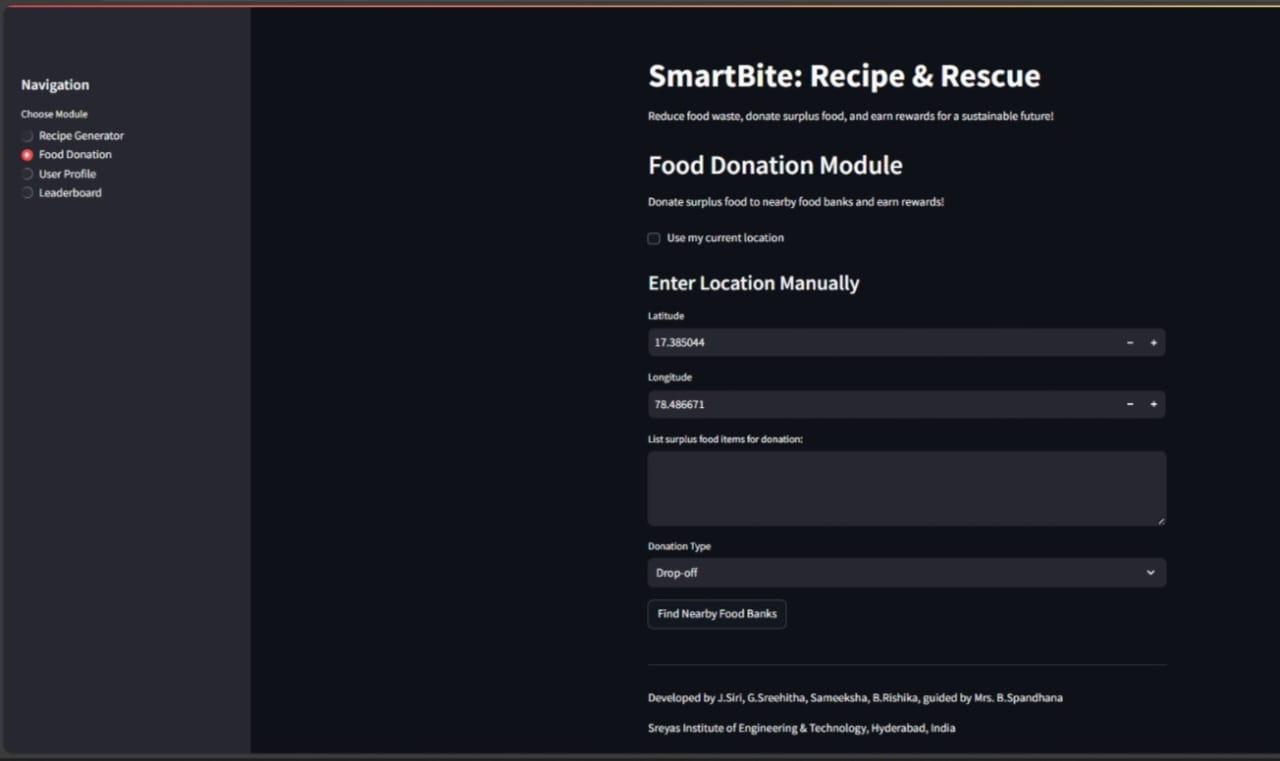 Navigation
Choose Module
Recipe Generator
Food Donation
User Profile
Leaderboard
SmartBite: Recipe & Rescue
Reduce food waste, donate surplus food, and earn rewards for a sustainable future!
Food Donation Module
Donate surplus food to nearby food banks and earn rewards!
Use my current location
Enter Location Manually
Latitude
17.385044
Longitude
78.486671
List surplus food items for donation:
Donation Type
Drop-off
Find Nearby Food Banks
Developed by J.Siri, G.Sreehitha, Sameeksha, B.Rishika, guided by Mrs. B.Spandhana
Sreyas Institute of Engineering & Technology, Hyderabad, India